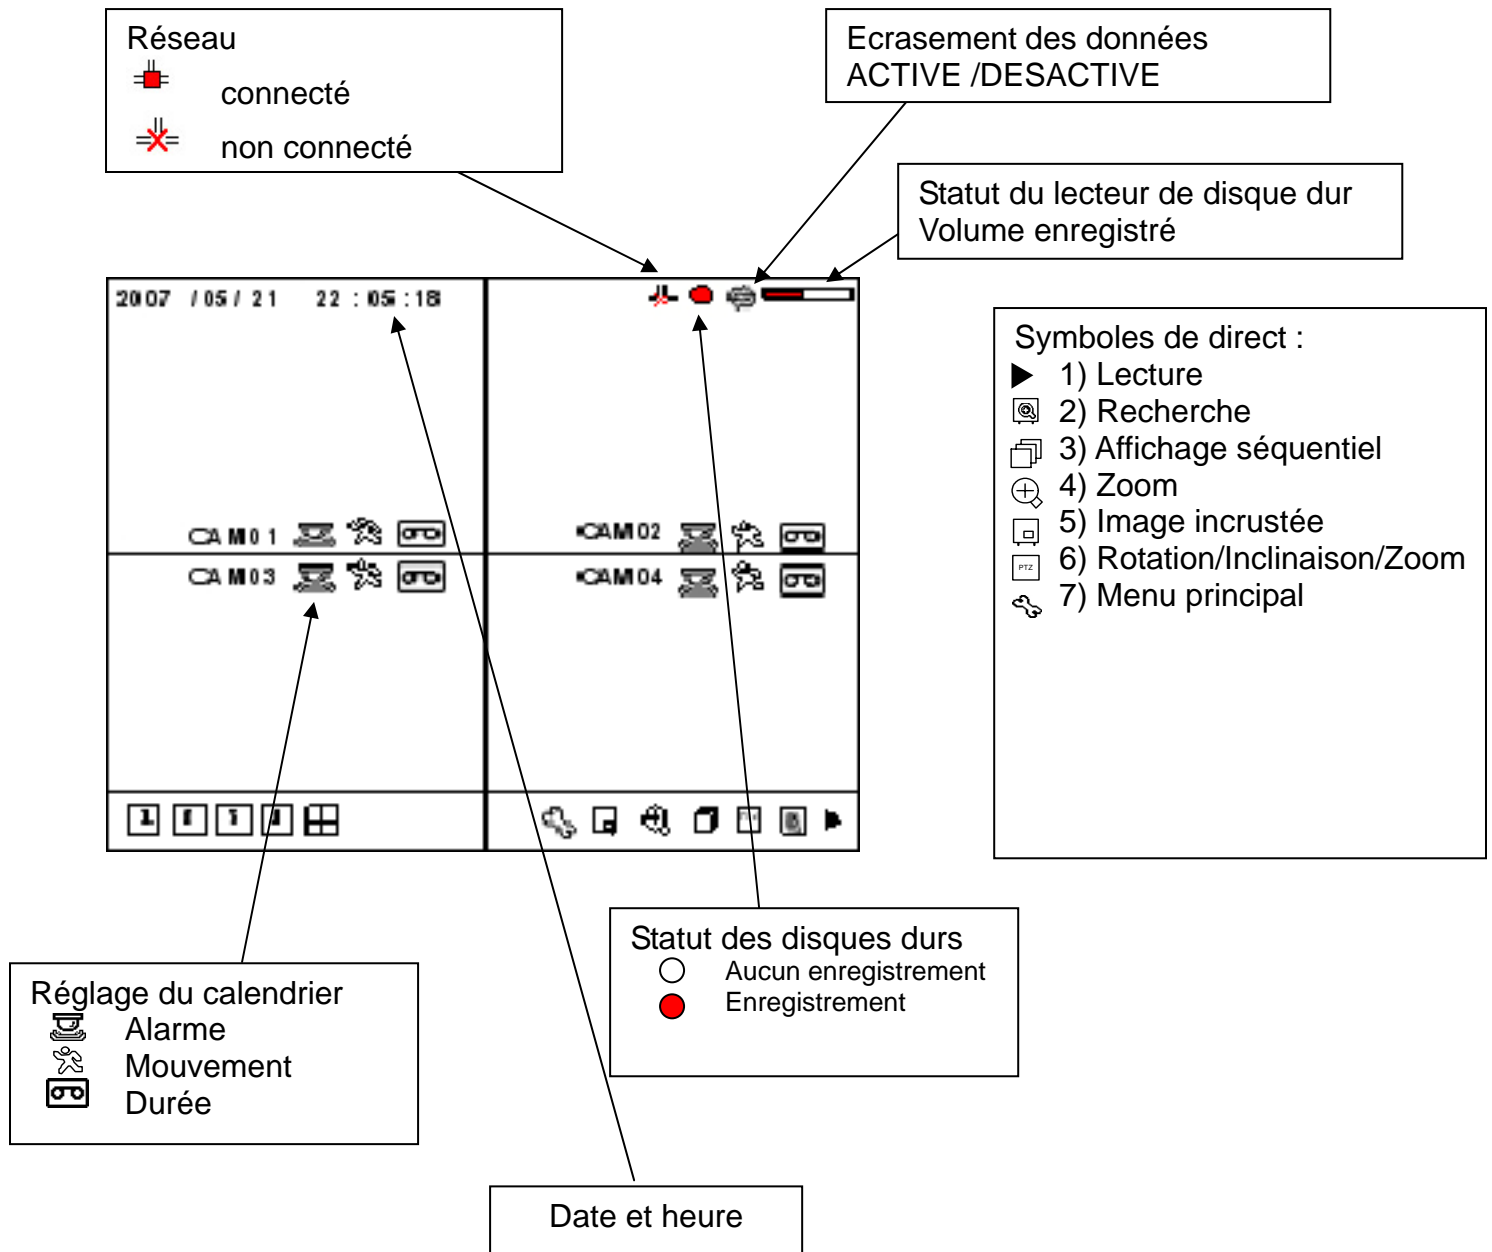 Réseau
connecté
non connecté
Ecrasement des données
ACTIVE /DESACTIVE
Statut du lecteur de disque dur
Volume enregistré
2007 / 05 / 21 22 : 05 : 18
CAM01
CAM02
CAM03
CAM04
1
Symboles de direct :
1) Lecture
2) Recherche
3) Affichage séquentiel
4) Zoom
5) Image incrustée
PTZ 6) Rotation/Inclinaison/Zoom
7) Menu principal
Statut des disques durs
Aucun enregistrement
Enregistrement
Réglage du calendrier
Alarme
Mouvement
Durée
Date et heure